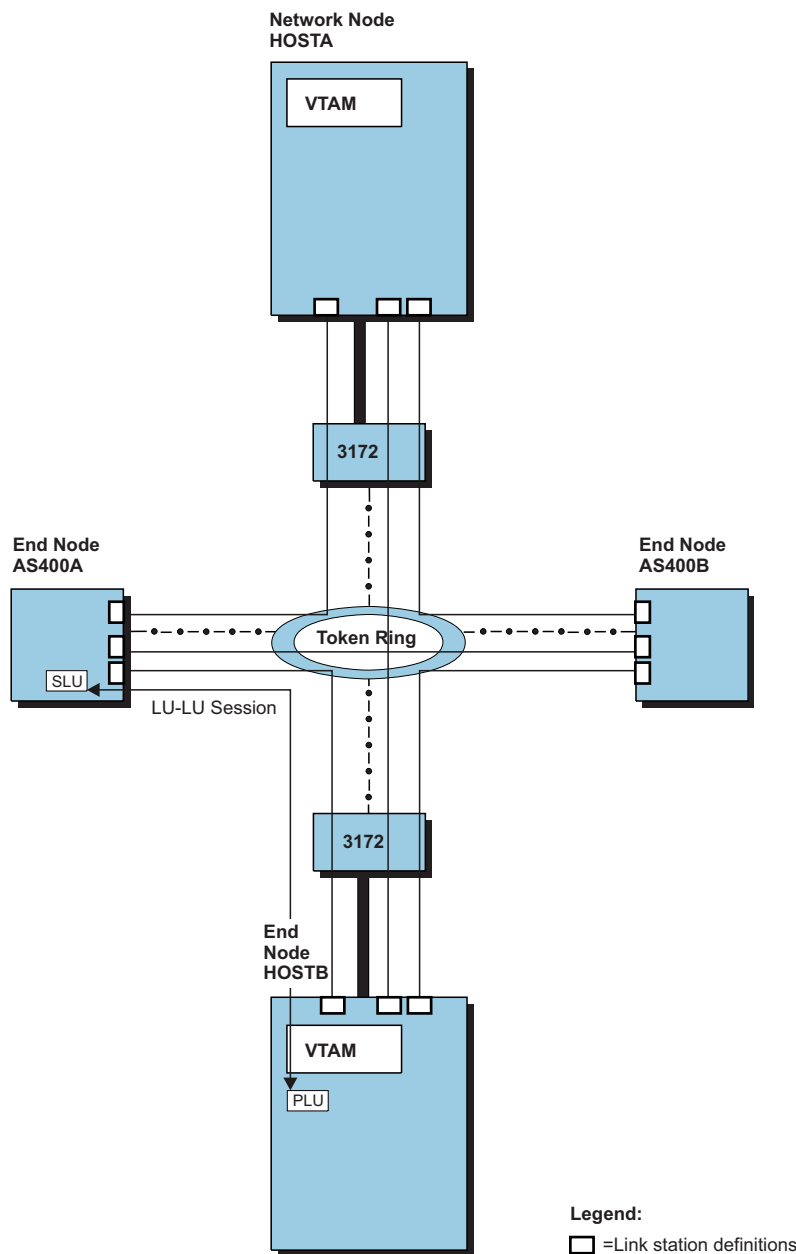 Network Node
HOSTA
VTAM
3172
End Node
AS400A
End Node
AS400B
Token Ring
SLU
LU-LU Session
3172
End
Node
HOSTB
VTAM
PLU
Legend:
=Link station definitions